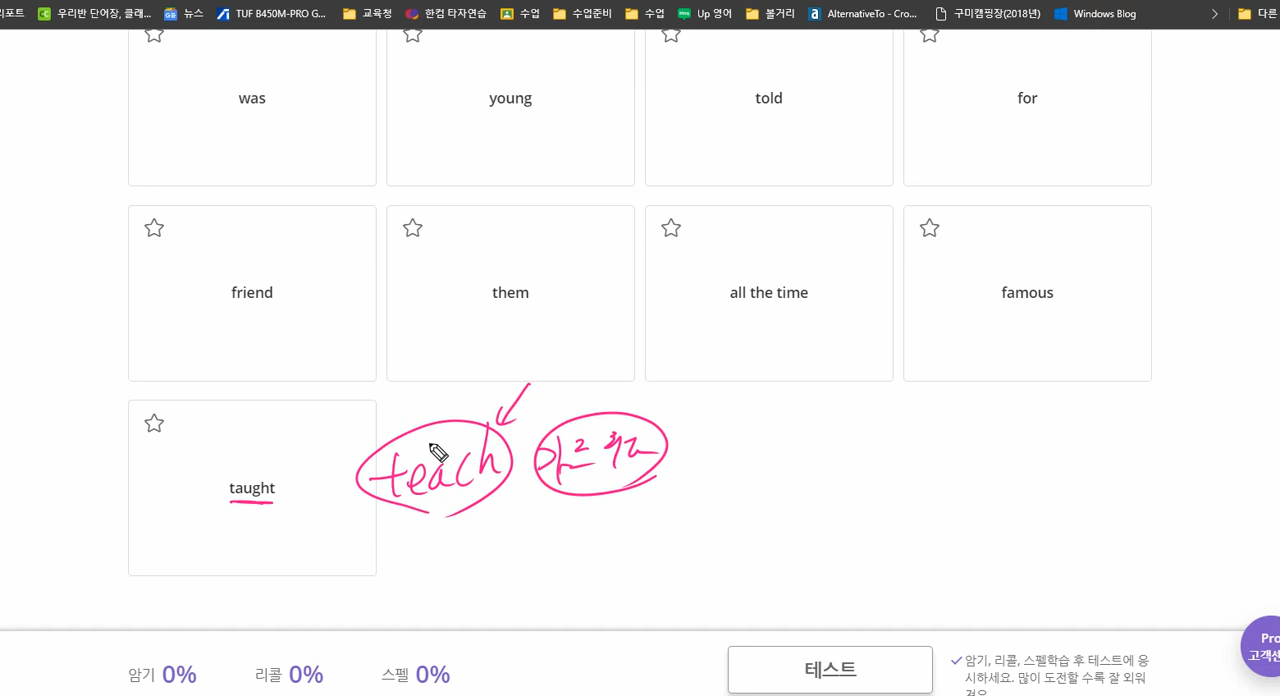 리포트 우리반 단어장, 클래... 뉴스 TUF B450M-PRO G... 교육청 한컴 타자연습 수업 수업준비 수업 Up 영어 볼거리 AlternativeTo - Cro... 구미캠핑장(2018년) Windows Blog 다른
was young told for
friend them all the time famous
teach
taught
암기 0% 리콜 0% 스펠 0% 테스트
암기, 리콜, 스펠학습 후 테스트에 응
시하세요. 많이 도전할 수록 잘 외워
져요
Pro
고객센